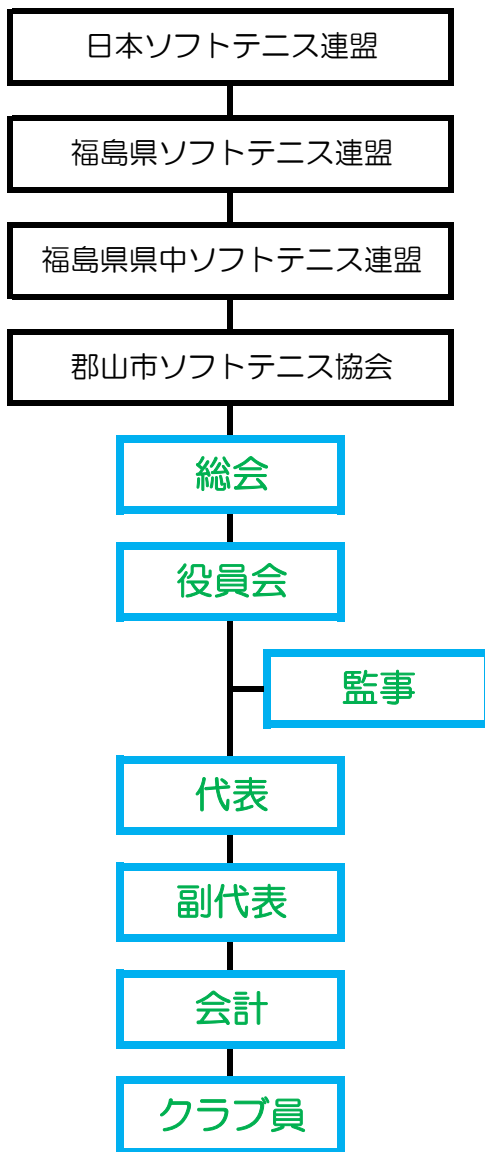 日本ソフトテニス連盟
福島県ソフトテニス連盟
福島県県中ソフトテニス連盟
郡山市ソフトテニス協会
総会
役員会
監事
代表
副代表
会計
クラブ員